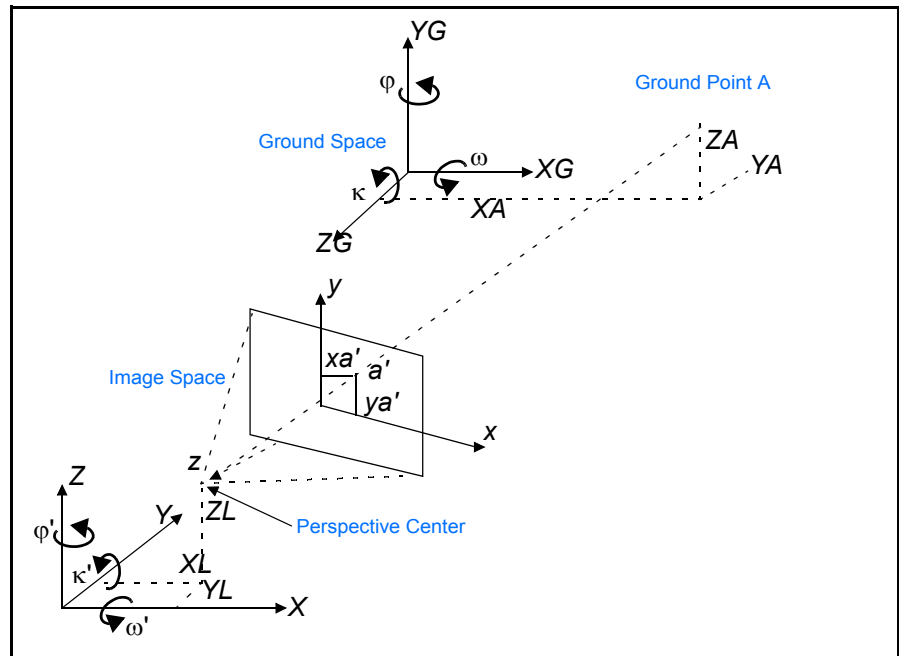 YG
φ
Ground Point A
Ground Space
ZA
ω
YA
XG
κ
XA
ZG
y
xa'
a'
Image Space
ya'
x
z
Z
ZL
Y
Perspective Center
φ'
XL
κ'
YL
X
ω'